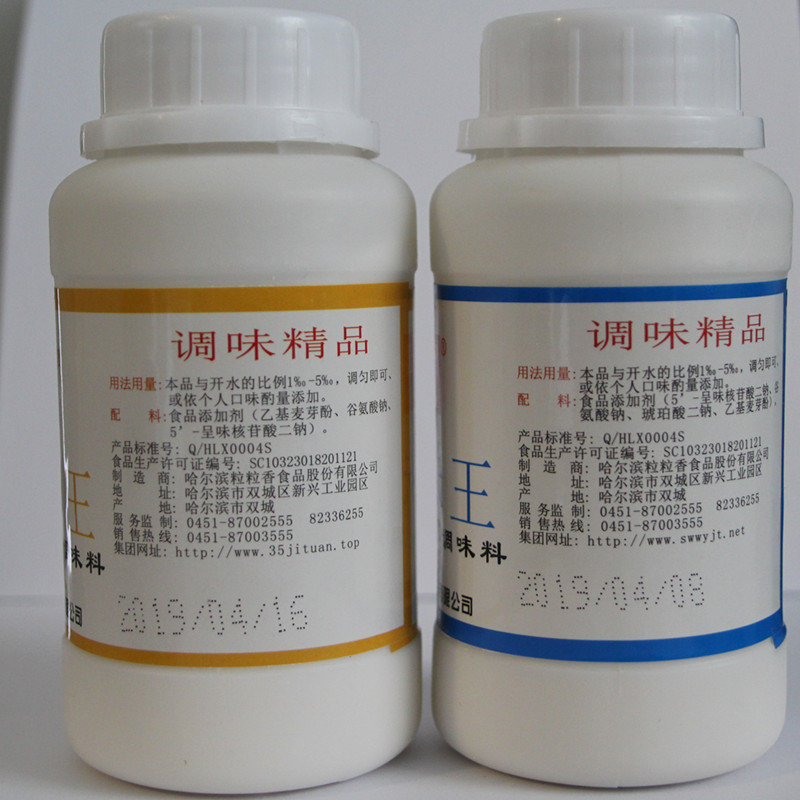 调味精品
用法用量:本品与开水的比例1‰-5‰,调匀即可、
或依个人口味酌量添加。
配 料:食品添加剂(乙基麦芽酚、谷氨酸钠、
5′-呈味核苷酸二钠)。
产品标准号: Q/HLX0004S
食品生产许可证编号: SC10323018201121
制 造 商: 哈尔滨粒粒香食品股份有限公司
地 址: 哈尔滨市双城区新兴工业园区
产 地: 哈尔滨市双城
服务监制: 0451-87002555 82336255
销售热线: 0451-87003555
集团网址: http://www.35jituan.top
王
味料
公司
2019/04/16
调味精品
用法用量:本品与开水的比例1‰-5‰,调匀即可、
或依个人口味酌量添加。
配 料:食品添加剂(5′-呈味核苷酸二钠、谷
氨酸钠、琥珀酸二钠、乙基麦芽酚)。
产品标准号: Q/HLX0004S
食品生产许可证编号: SC10323018201121
制 造 商: 哈尔滨粒粒香食品股份有限公司
地 址: 哈尔滨市双城区新兴工业园区
产 地: 哈尔滨市双城
服务监制: 0451-87002555 82336255
销售热线: 0451-87003555
集团网址: http://www.swwyjt.net
王
调味料
公司
2019/04/08